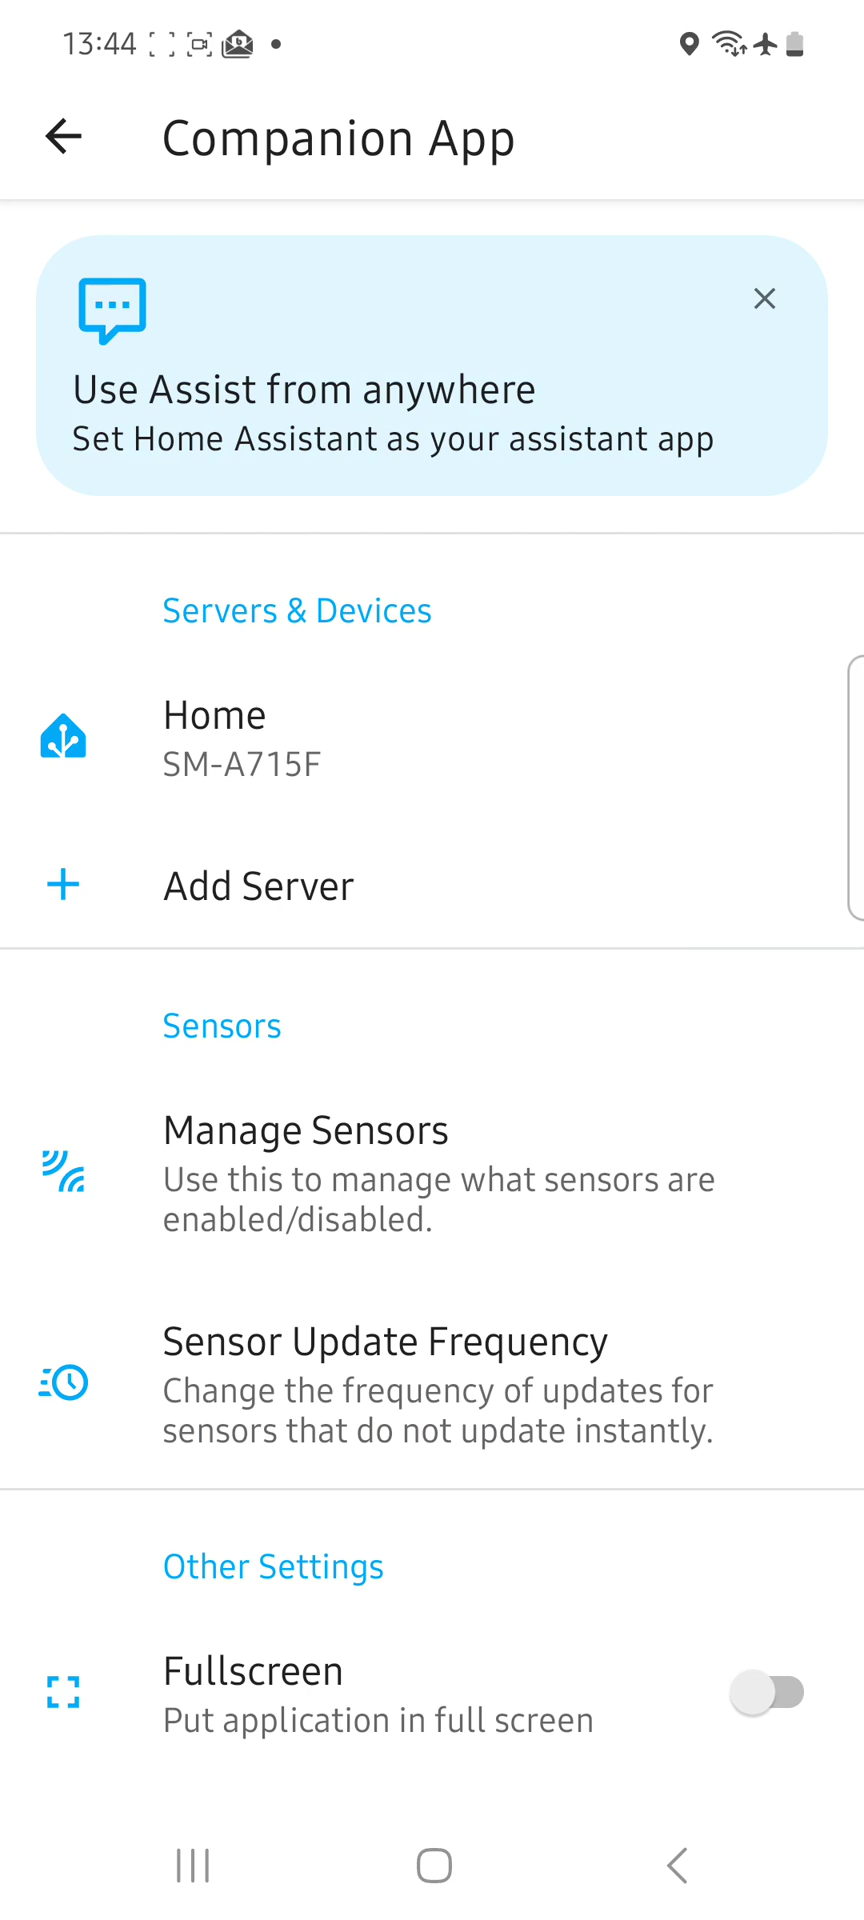 13:44
Companion App
Use Assist from anywhere
Set Home Assistant as your assistant app
Servers & Devices
Home
SM-A715F
Add Server
Sensors
Manage Sensors
Use this to manage what sensors are
enabled/disabled.
Sensor Update Frequency
Change the frequency of updates for
sensors that do not update instantly.
Other Settings
Fullscreen
Put application in full screen